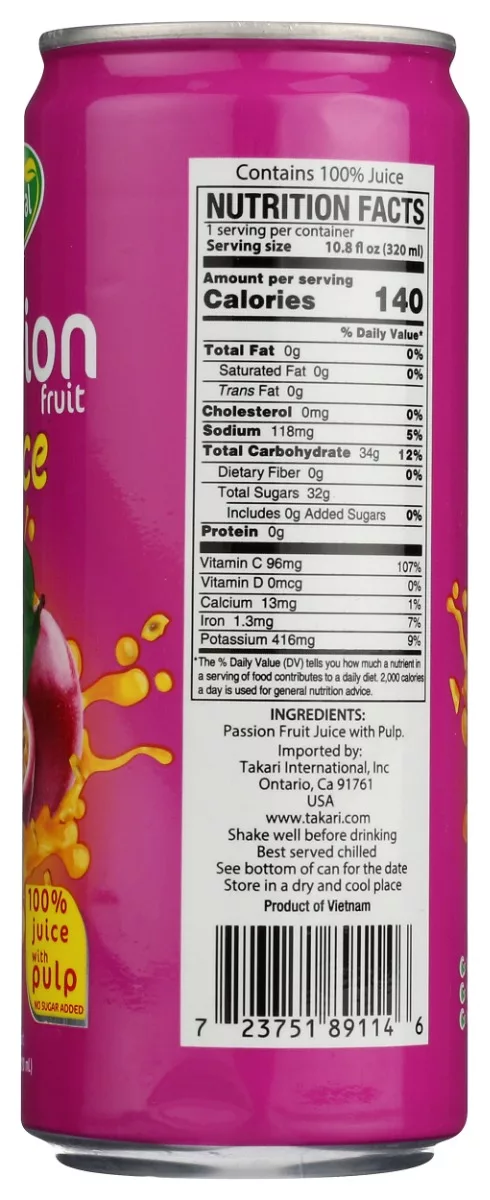 al
ion
fruit
ce
100%
juice
with
pulp
NO SUGAR ADDED
Contains 100% Juice
NUTRITION FACTS
1 serving per container
Serving size 10.8 fl oz (320 ml)
Amount per serving
Calories 140
% Daily Value*
Total Fat 0g 0%
Saturated Fat 0g 0%
Trans Fat 0g
Cholesterol 0mg 0%
Sodium 118mg 5%
Total Carbohydrate 34g 12%
Dietary Fiber 0g 0%
Total Sugars 32g
Includes 0g Added Sugars 0%
Protein 0g
Vitamin C 96mg 107%
Vitamin D 0mcg 0%
Calcium 13mg 1%
Iron 1.3mg 7%
Potassium 416mg 9%
*The % Daily Value (DV) tells you how much a nutrient in
a serving of food contributes to a daily diet. 2,000 calories
a day is used for general nutrition advice.
INGREDIENTS:
Passion Fruit Juice with Pulp.
Imported by:
Takari International, Inc
Ontario, Ca 91761
USA
www.takari.com
Shake well before drinking
Best served chilled
See bottom of can for the date
Store in a dry and cool place
Product of Vietnam
7 23751 89114 6